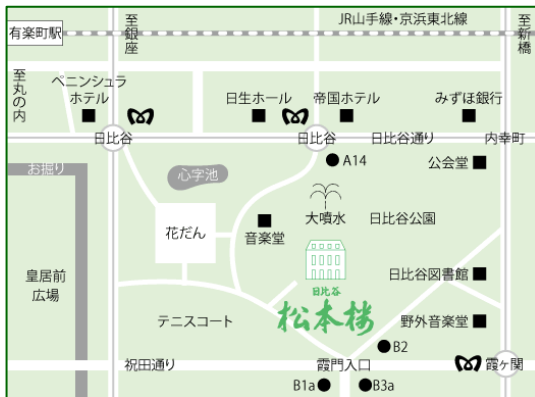 JR山手線・京浜東北線
有楽町駅
至銀座
至新橋
至丸の内
ペニンシュラ
ホテル
日生ホール
帝国ホテル
みずほ銀行
日比谷
日比谷
日比谷通り
内幸町
お掘り
A14
公会堂
心字池
花だん
音楽堂
大噴水
日比谷公園
皇居前
広場
日比谷図書館
日比谷
松本楼
テニスコート
野外音楽堂
B2
祝田通り
霞門入口
霞ヶ関
B1a
B3a